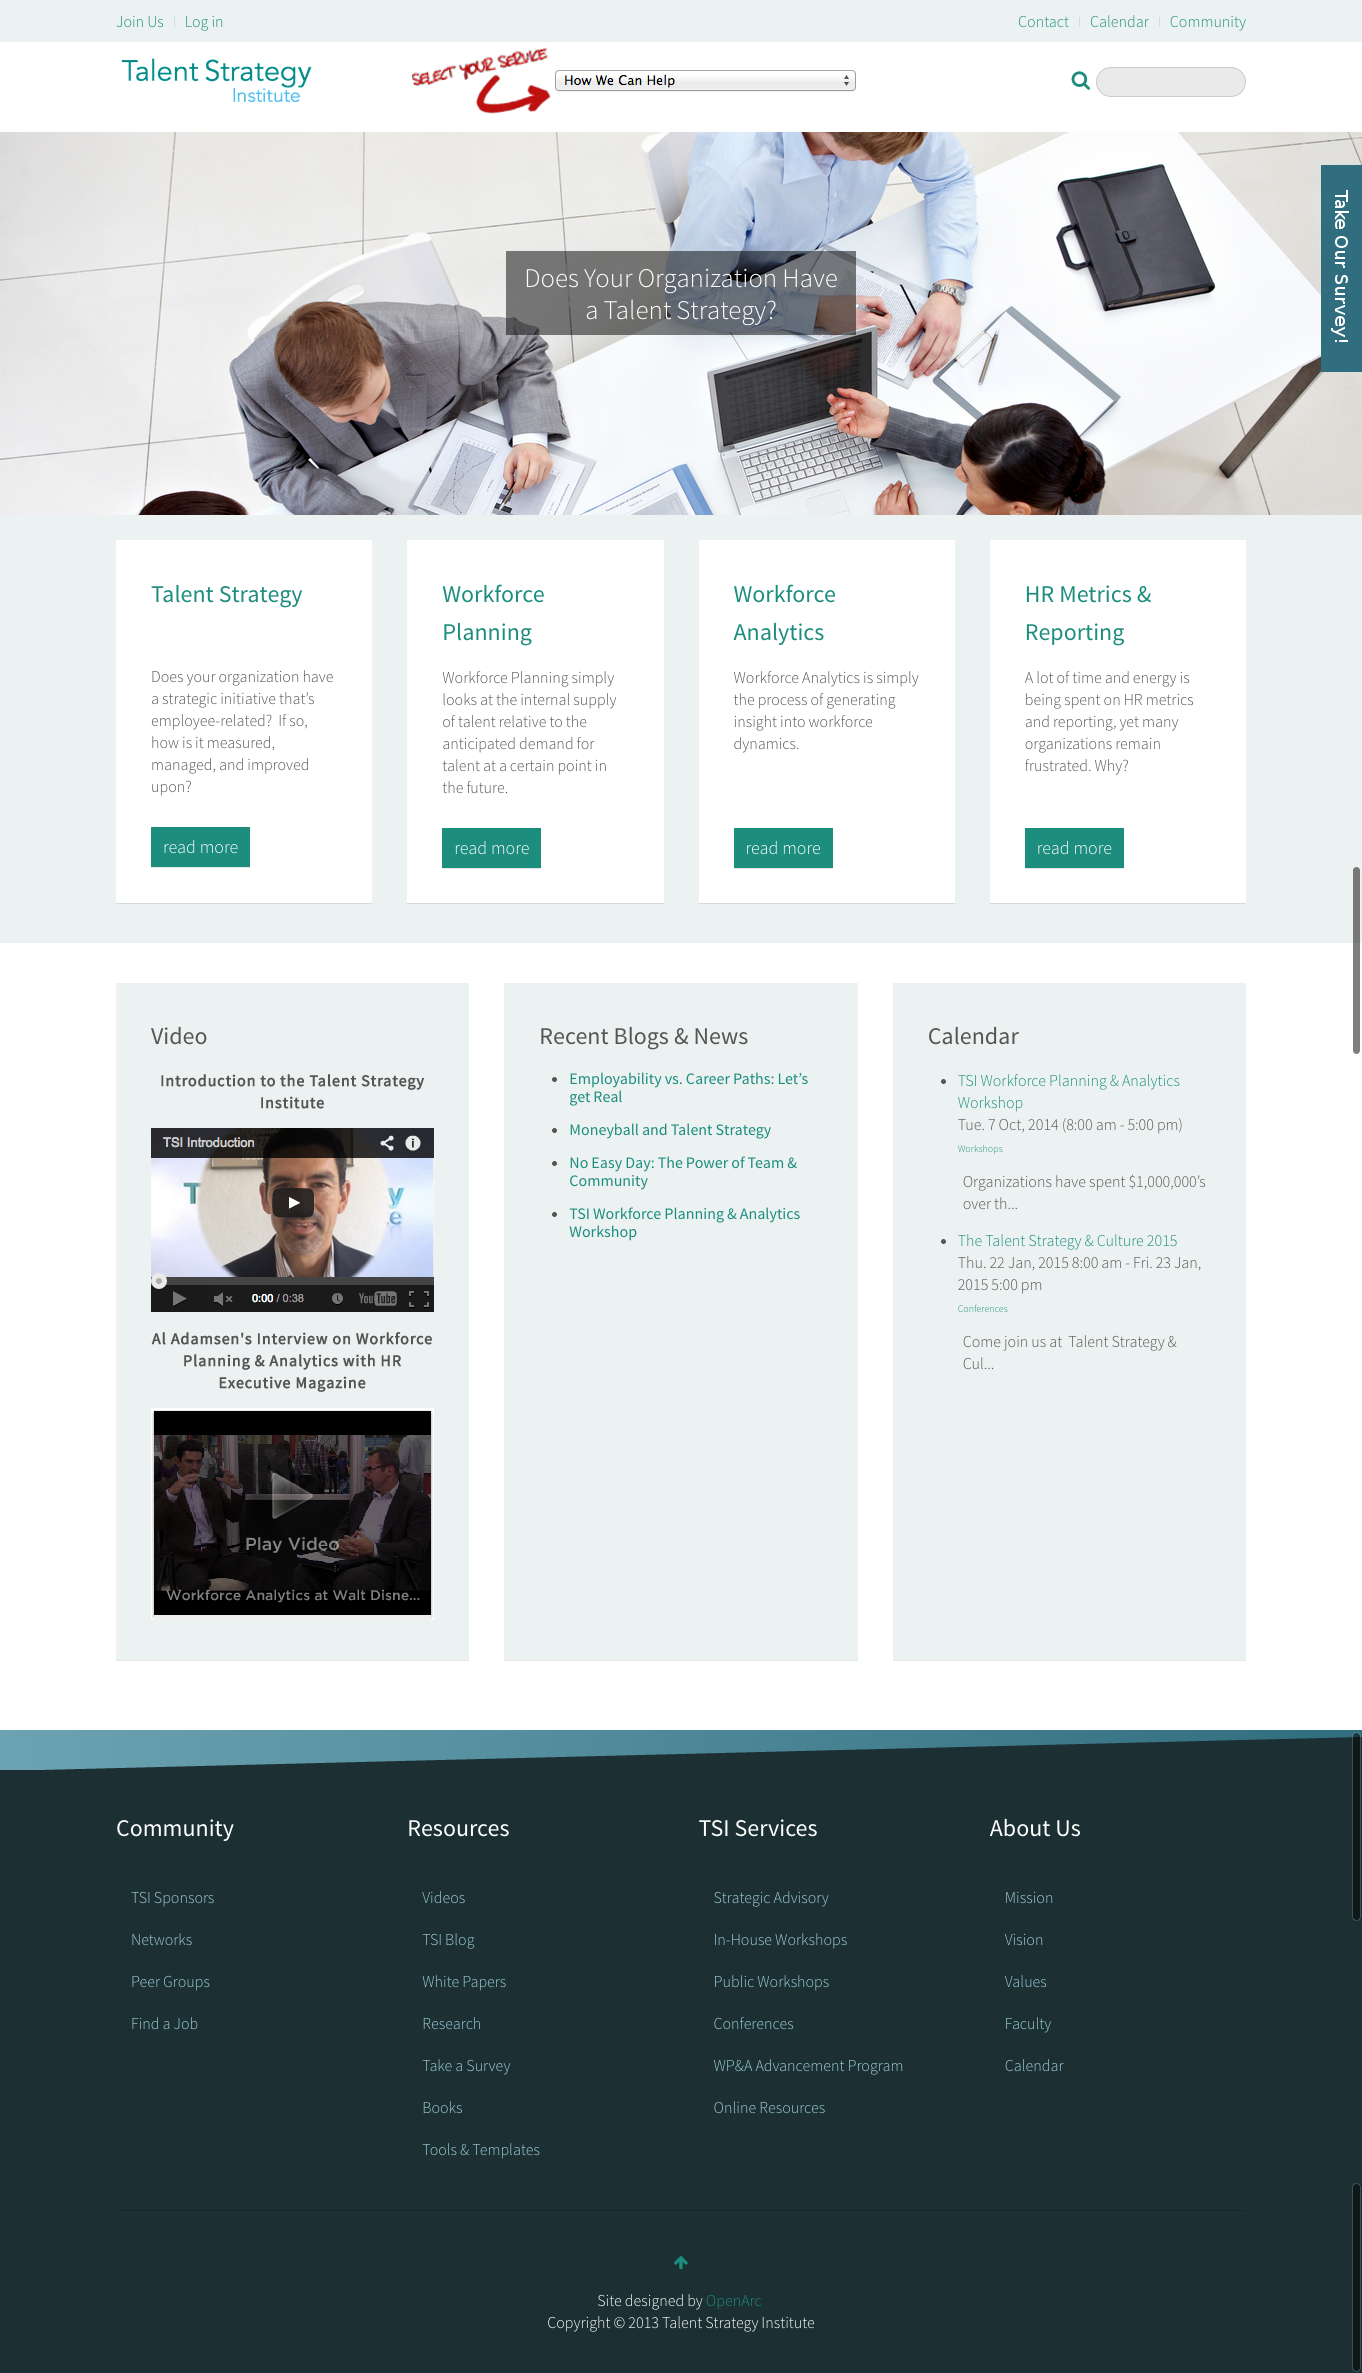 Join Us
Log in
Contact
Calendar
Community
Talent Strategy
Institute
SELECT YOUR SERVICE
How We Can Help
Take Our Survey!
Does Your Organization Have
a Talent Strategy?
Talent Strategy
Does your organization have
a strategic initiative that’s
employee-related?  If so,
how is it measured,
managed, and improved
upon?
read more
Workforce
Planning
Workforce Planning simply
looks at the internal supply
of talent relative to the
anticipated demand for
talent at a certain point in
the future.
read more
Workforce
Analytics
Workforce Analytics is simply
the process of generating
insight into workforce
dynamics.
read more
HR Metrics &
Reporting
A lot of time and energy is
being spent on HR metrics
and reporting, yet many
organizations remain
frustrated. Why?
read more
Video
Introduction to the Talent Strategy
Institute
TSI Introduction
0:00 / 0:38
YouTube
Al Adamsen's Interview on Workforce
Planning & Analytics with HR
Executive Magazine
Play Video
Workforce Analytics at Walt Disne...
Recent Blogs & News
Employability vs. Career Paths: Let’s
get Real
Moneyball and Talent Strategy
No Easy Day: The Power of Team &
Community
TSI Workforce Planning & Analytics
Workshop
Calendar
TSI Workforce Planning & Analytics
Workshop
Tue. 7 Oct, 2014 (8:00 am - 5:00 pm)
Workshops
Organizations have spent $1,000,000’s
over th...
The Talent Strategy & Culture 2015
Thu. 22 Jan, 2015 8:00 am - Fri. 23 Jan,
2015 5:00 pm
Conferences
Come join us at  Talent Strategy &
Cul...
Community
TSI Sponsors
Networks
Peer Groups
Find a Job
Resources
Videos
TSI Blog
White Papers
Research
Take a Survey
Books
Tools & Templates
TSI Services
Strategic Advisory
In-House Workshops
Public Workshops
Conferences
WP&A Advancement Program
Online Resources
About Us
Mission
Vision
Values
Faculty
Calendar
Site designed by OpenArc
Copyright © 2013 Talent Strategy Institute